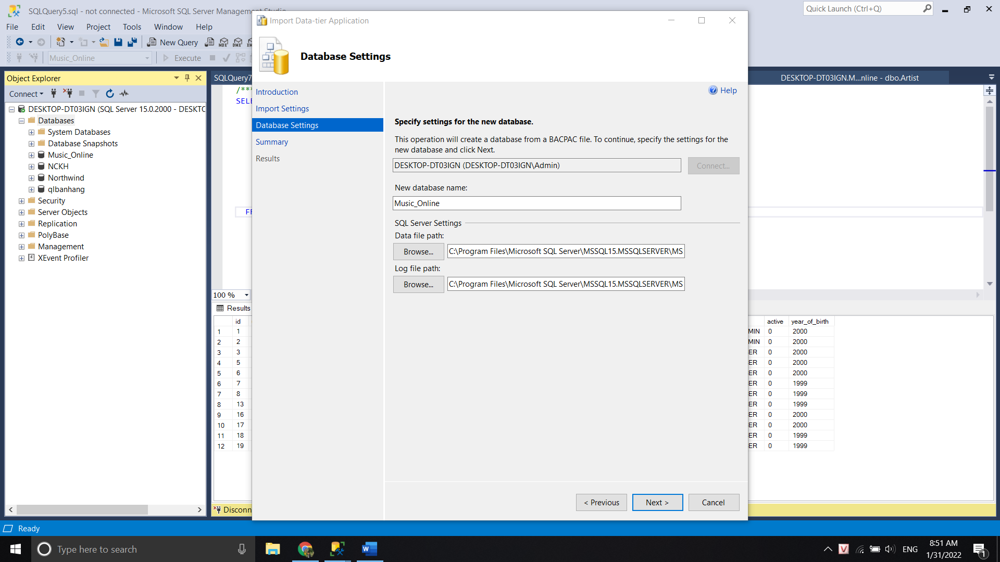 SQLQuery5.sql - not connected - Microsoft SQL Server Management Studio
Quick Launch (Ctrl+Q)
File Edit View Project Tools Window Help
New Query
Music_Online
Execute
Object Explorer
Connect
DESKTOP-DT03IGN (SQL Server 15.0.2000 - DESKTC
Databases
System Databases
Database Snapshots
Music_Online
NCKH
Northwind
qlbanhang
Security
Server Objects
Replication
PolyBase
Management
XEvent Profiler
SQLQuery7
DESKTOP-DT03IGN.M...nline - dbo.Artist
/***
SELE
FF
100 %
Results
id
1 1
2 2
3 3
4 5
5 6
6 7
7 8
8 13
9 16
10 17
11 18
12 19
active year_of_birth
MIN 0 2000
MIN 0 2000
ER 0 2000
ER 0 2000
ER 0 2000
ER 0 1999
ER 0 1999
ER 0 1999
ER 0 2000
ER 0 2000
ER 0 1999
ER 0 1999
Disconn
Import Data-tier Application
Database Settings
Introduction
Import Settings
Database Settings
Summary
Results
Help
Specify settings for the new database.
This operation will create a database from a BACPAC file. To continue, specify the settings for the
new database and click Next.
DESKTOP-DT03IGN (DESKTOP-DT03IGN\Admin)
Connect...
New database name:
Music_Online
SQL Server Settings
Data file path:
Browse... C:\Program Files\Microsoft SQL Server\MSSQL15.MSSQLSERVER\MS
Log file path:
Browse... C:\Program Files\Microsoft SQL Server\MSSQL15.MSSQLSERVER\MS
< Previous Next > Cancel
Ready
Type here to search
ENG
8:51 AM
1/31/2022
1